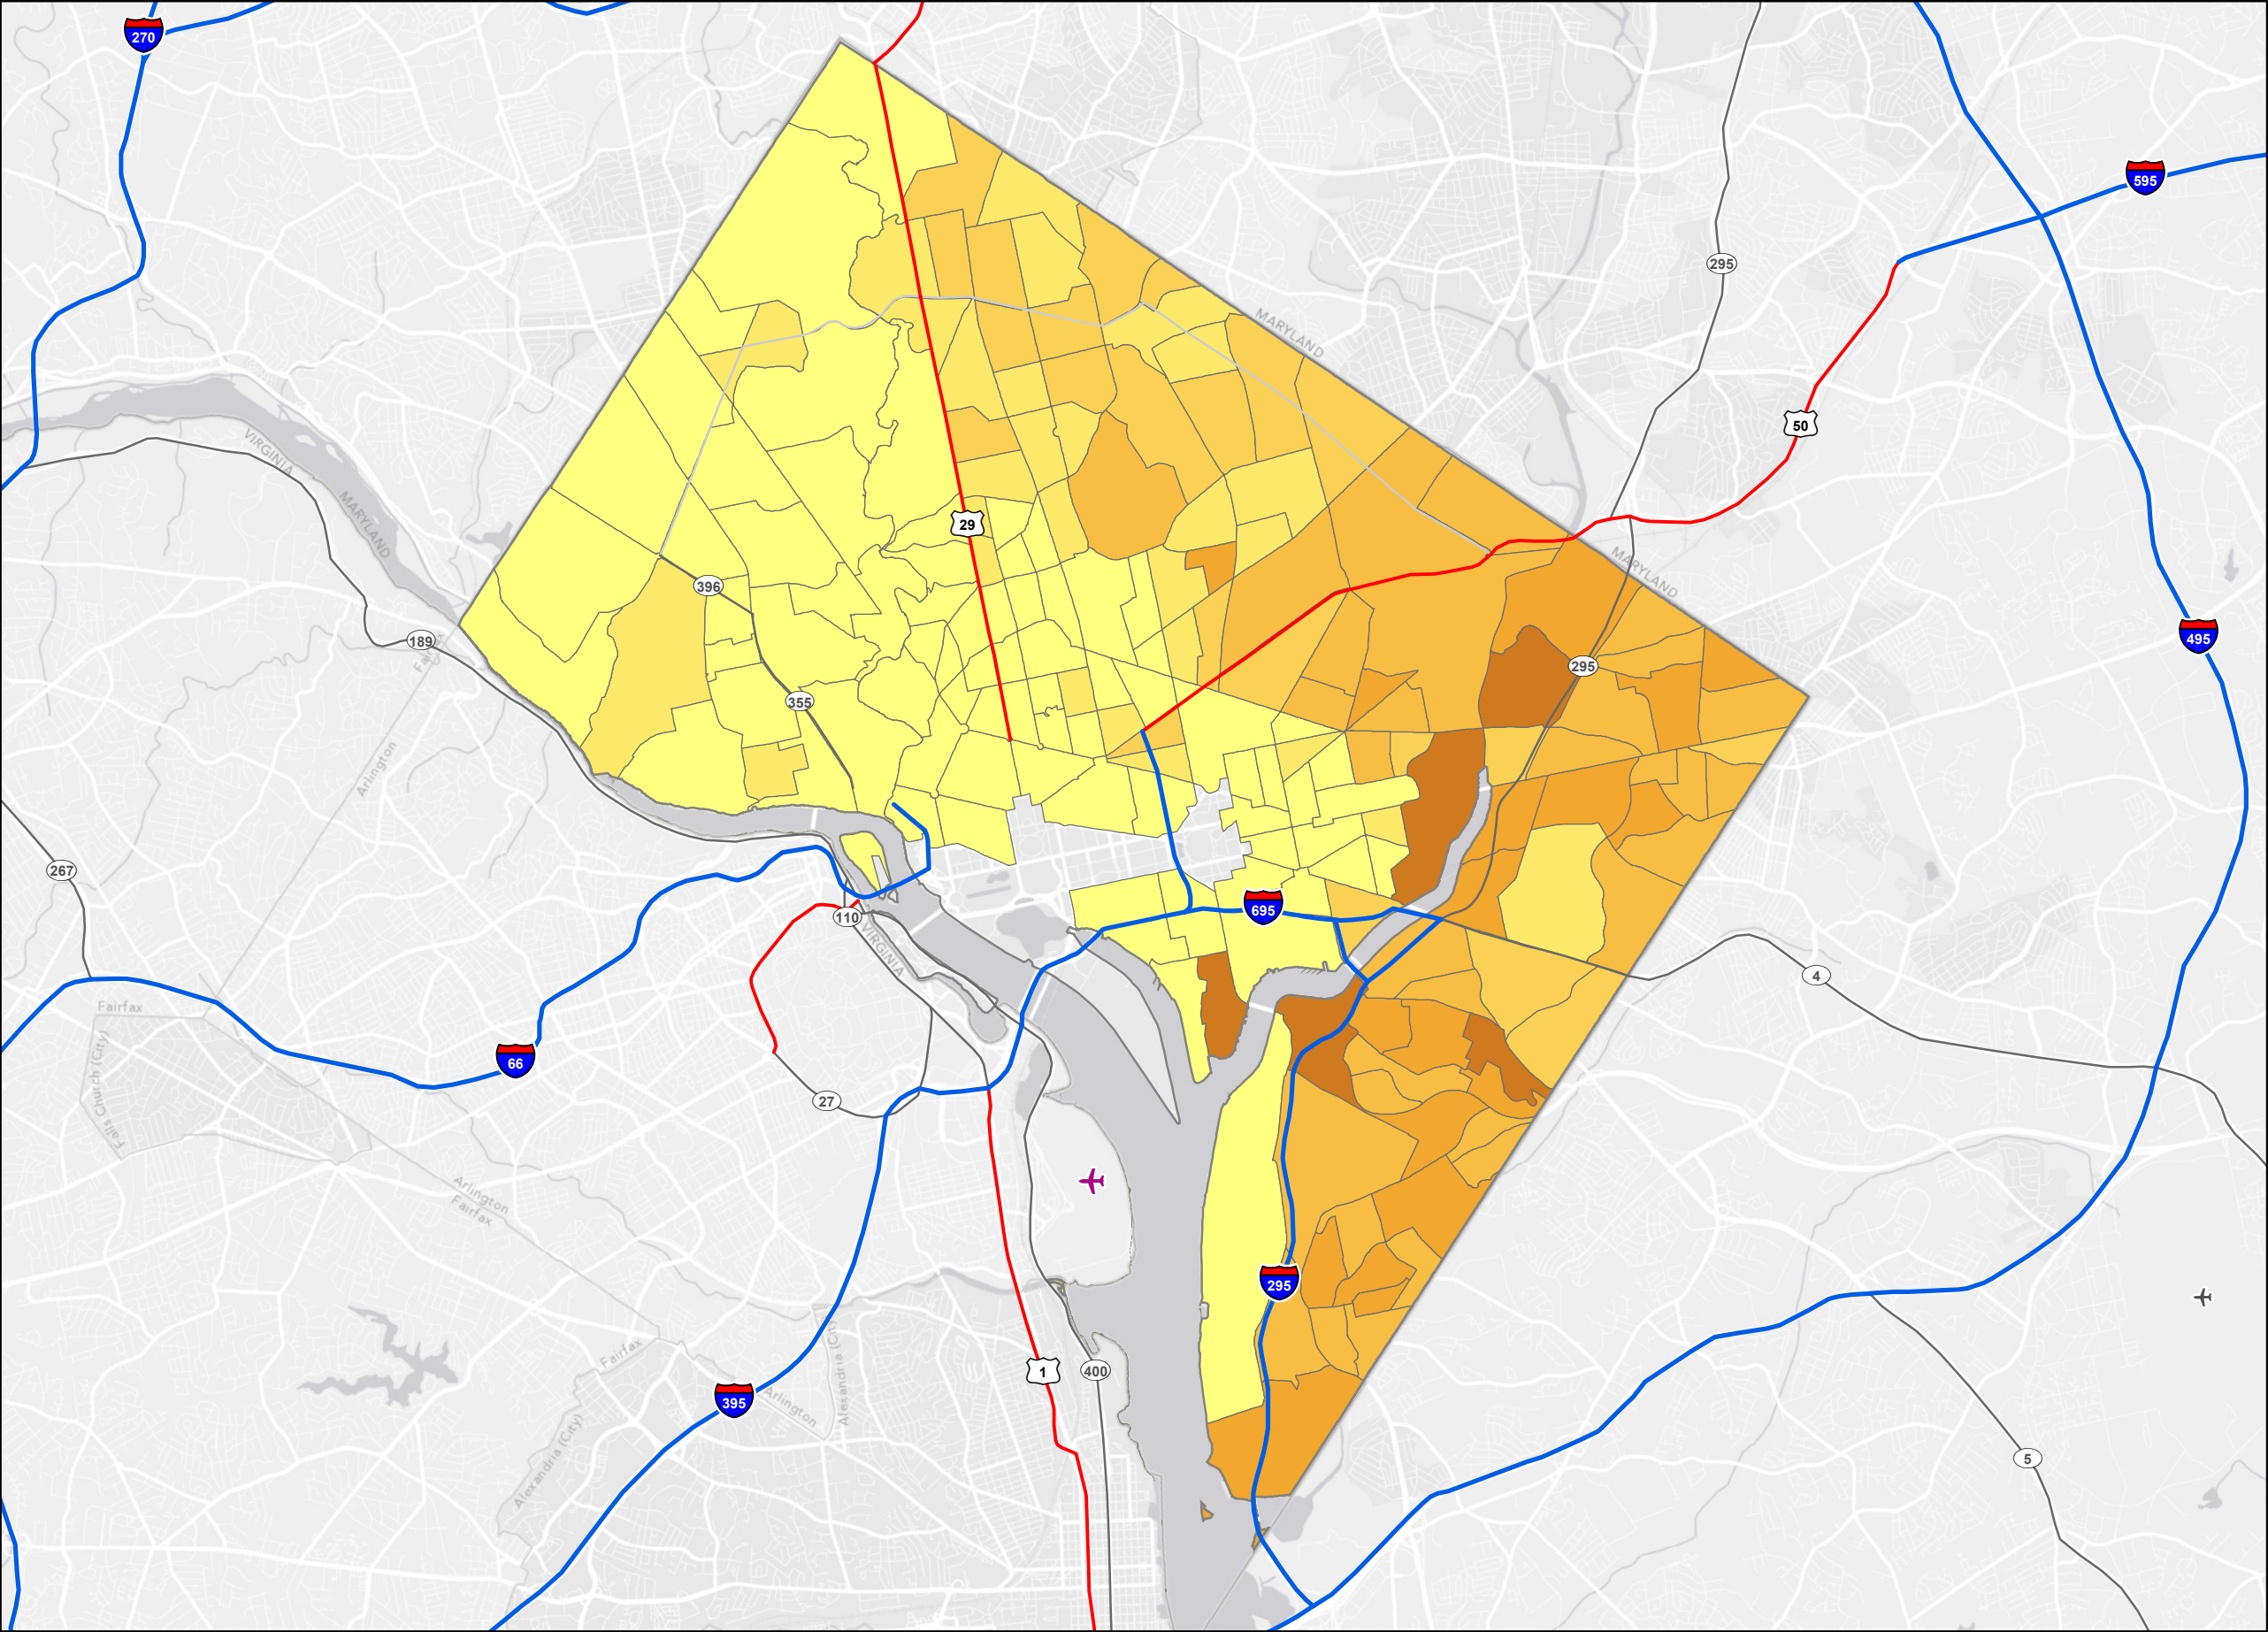 270
595
295
MARYLAND
50
VIRGINIA
MARYLAND
29
MARYLAND
396
189
Fairfax
495
295
355
Arlington
267
695
110
VIRGINIA
4
Fairfax
Falls Church (City)
66
27
Arlington
Fairfax
295
Fairfax
Alexandria (City)
1
400
395
Arlington
Alexandria (City)
5